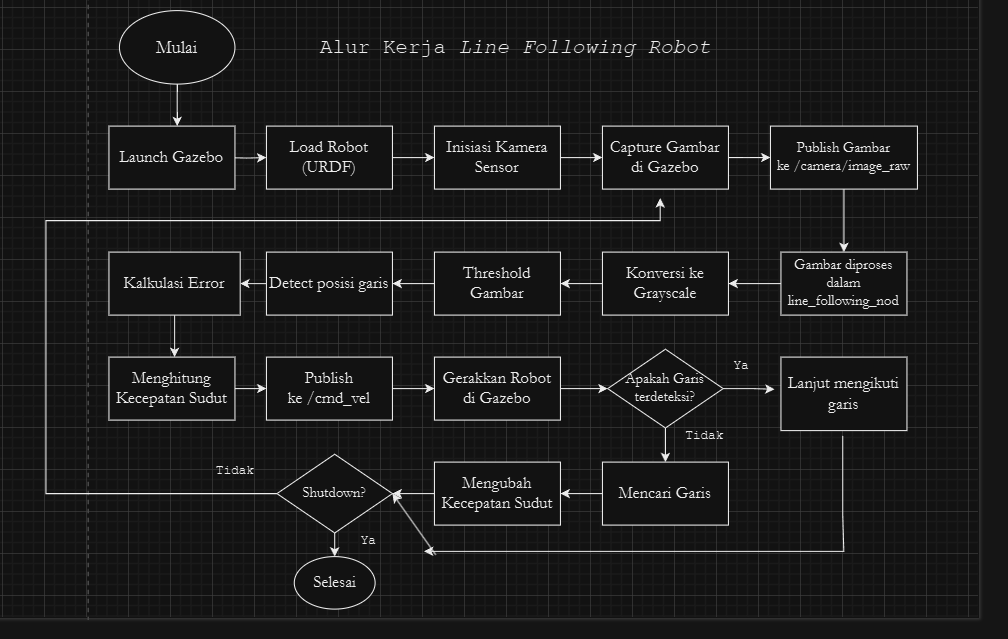 Mulai
Alur Kerja Line Following Robot
Launch Gazebo
Load Robot
(URDF)
Inisiasi Kamera
Sensor
Capture Gambar
di Gazebo
Publish Gambar
ke /camera/image_raw
Gambar diproses
dalam
line_following_nod
Konversi ke
Grayscale
Threshold
Gambar
Detect posisi garis
Kalkulasi Error
Menghitung
Kecepatan Sudut
Publish
ke /cmd_vel
Gerakkan Robot
di Gazebo
Apakah Garis
terdeteksi?
Ya
Lanjut mengikuti
garis
Tidak
Mencari Garis
Mengubah
Kecepatan Sudut
Shutdown?
Tidak
Ya
Selesai